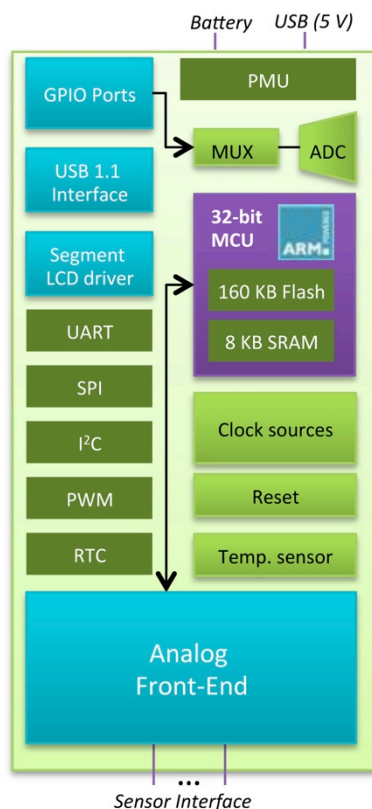 Battery
USB (5 V)
GPIO Ports
PMU
MUX
ADC
USB 1.1
Interface
32-bit
MCU
ARM
POWERED
Segment
LCD driver
160 KB Flash
8 KB SRAM
UART
SPI
I²C
PWM
RTC
Clock sources
Reset
Temp. sensor
Analog
Front-End
...
Sensor Interface